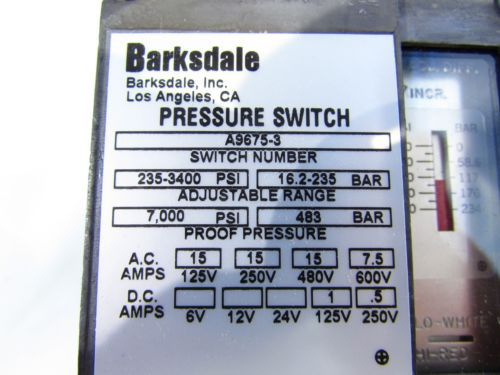 Barksdale
Barksdale, Inc.
Los Angeles, CA
PRESSURE SWITCH
A9675-3
SWITCH NUMBER
235-3400 PSI 16.2-235 BAR
ADJUSTABLE RANGE
7,000 PSI 483 BAR
PROOF PRESSURE
A.C. AMPS 15 15 15 7.5
125V 250V 480V 600V
D.C. AMPS 1 .5
6V 12V 24V 125V 250V
INCR.
BAR
0
58.6
117
176
234
LO-WHITE
HI-RED